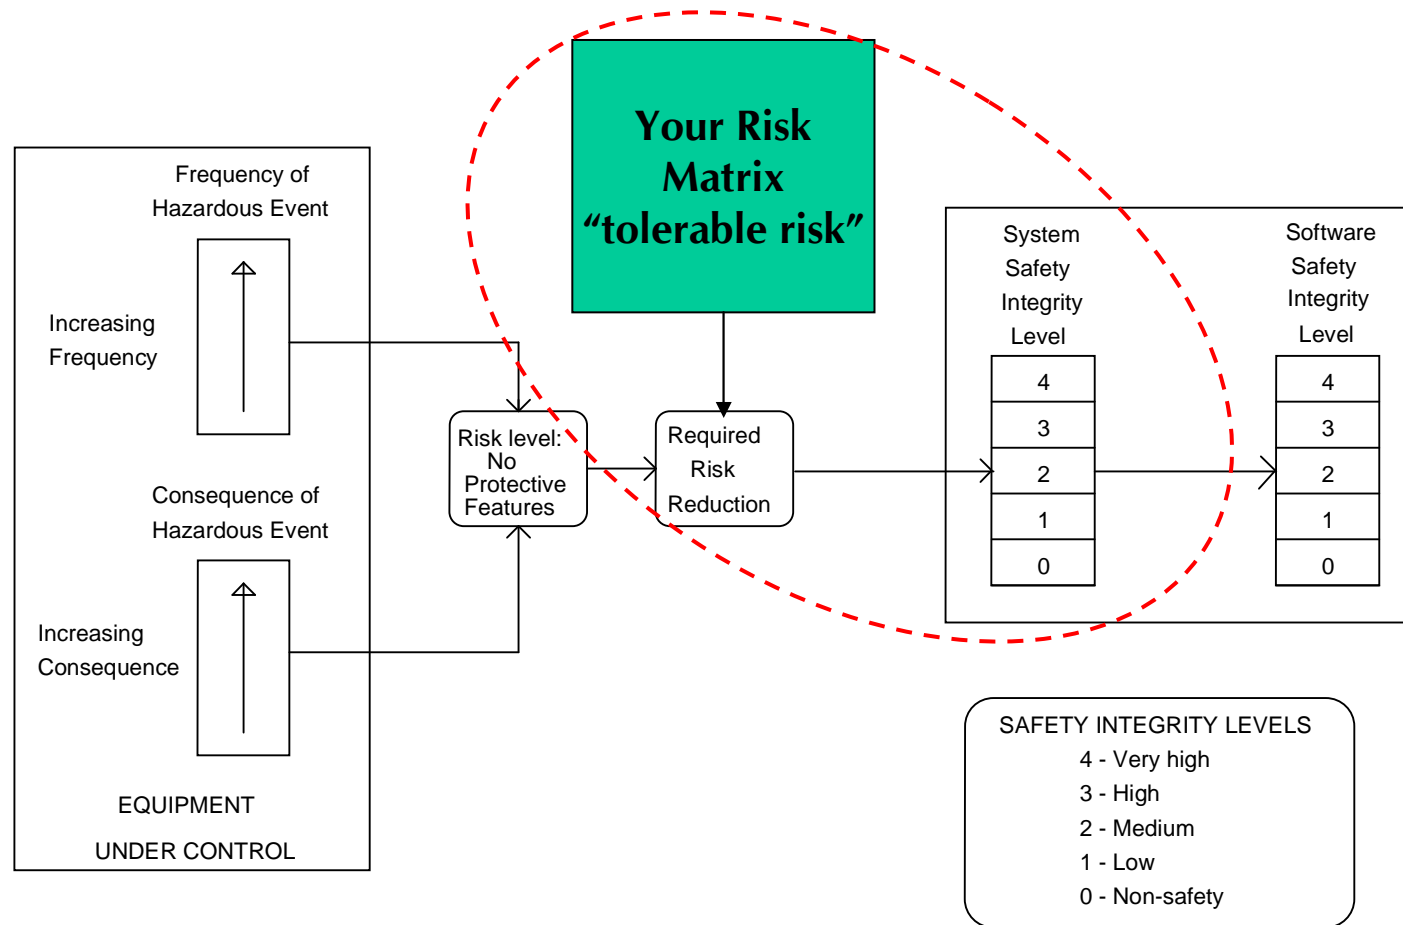 Your Risk
Matrix
“tolerable risk”
Frequency of
Hazardous Event
Increasing
Frequency
Consequence of
Hazardous Event
Increasing
Consequence
EQUIPMENT
UNDER CONTROL
Risk level:
No
Protective
Features
Required
Risk
Reduction
System
Safety
Integrity
Level
4
3
2
1
0
Software
Safety
Integrity
Level
4
3
2
1
0
SAFETY INTEGRITY LEVELS
4 - Very high
3 - High
2 - Medium
1 - Low
0 - Non-safety